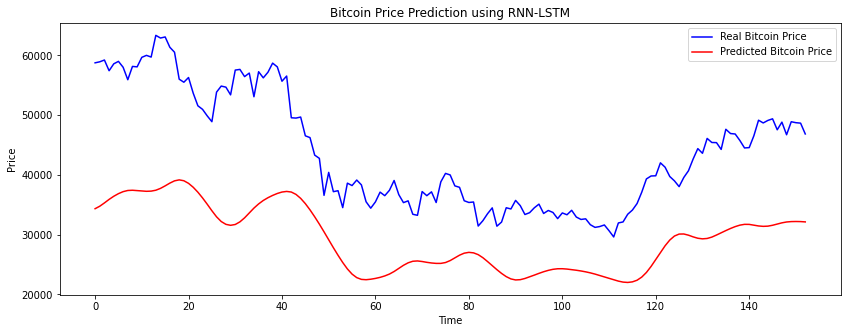 Bitcoin Price Prediction using RNN-LSTM
Real Bitcoin Price
Predicted Bitcoin Price
60000
50000
40000
30000
20000
Price
0 20 40 60 80 100 120 140
Time